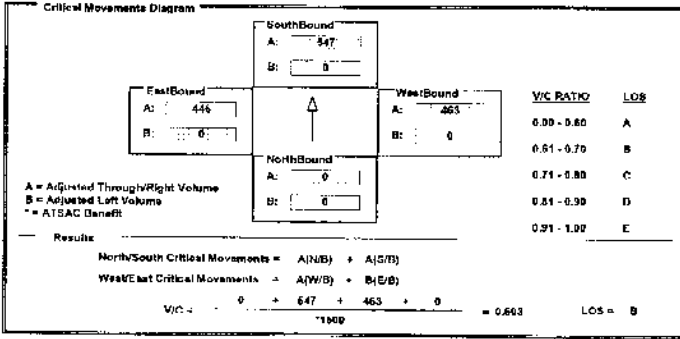 Critical Movements Diagram
SouthBound
A: 547
B: 0
EastBound
A: 446
B: 0
WestBound
A: 463
B: 0
NorthBound
A: 0
B: 0
V/C RATIO LOS
0.00 - 0.60 A
0.61 - 0.70 B
0.71 - 0.80 C
0.81 - 0.90 D
0.91 - 1.00 E
A = Adjusted Through/Right Volume
B = Adjusted Left Volume
* = ATSAC Benefit
Results
North/South Critical Movements = A(N/B) + A(S/B)
West/East Critical Movements = A(W/B) + B(E/B)
V/C = 0 + 547 + 463 + 0 = 0.603 LOS = B
*1500